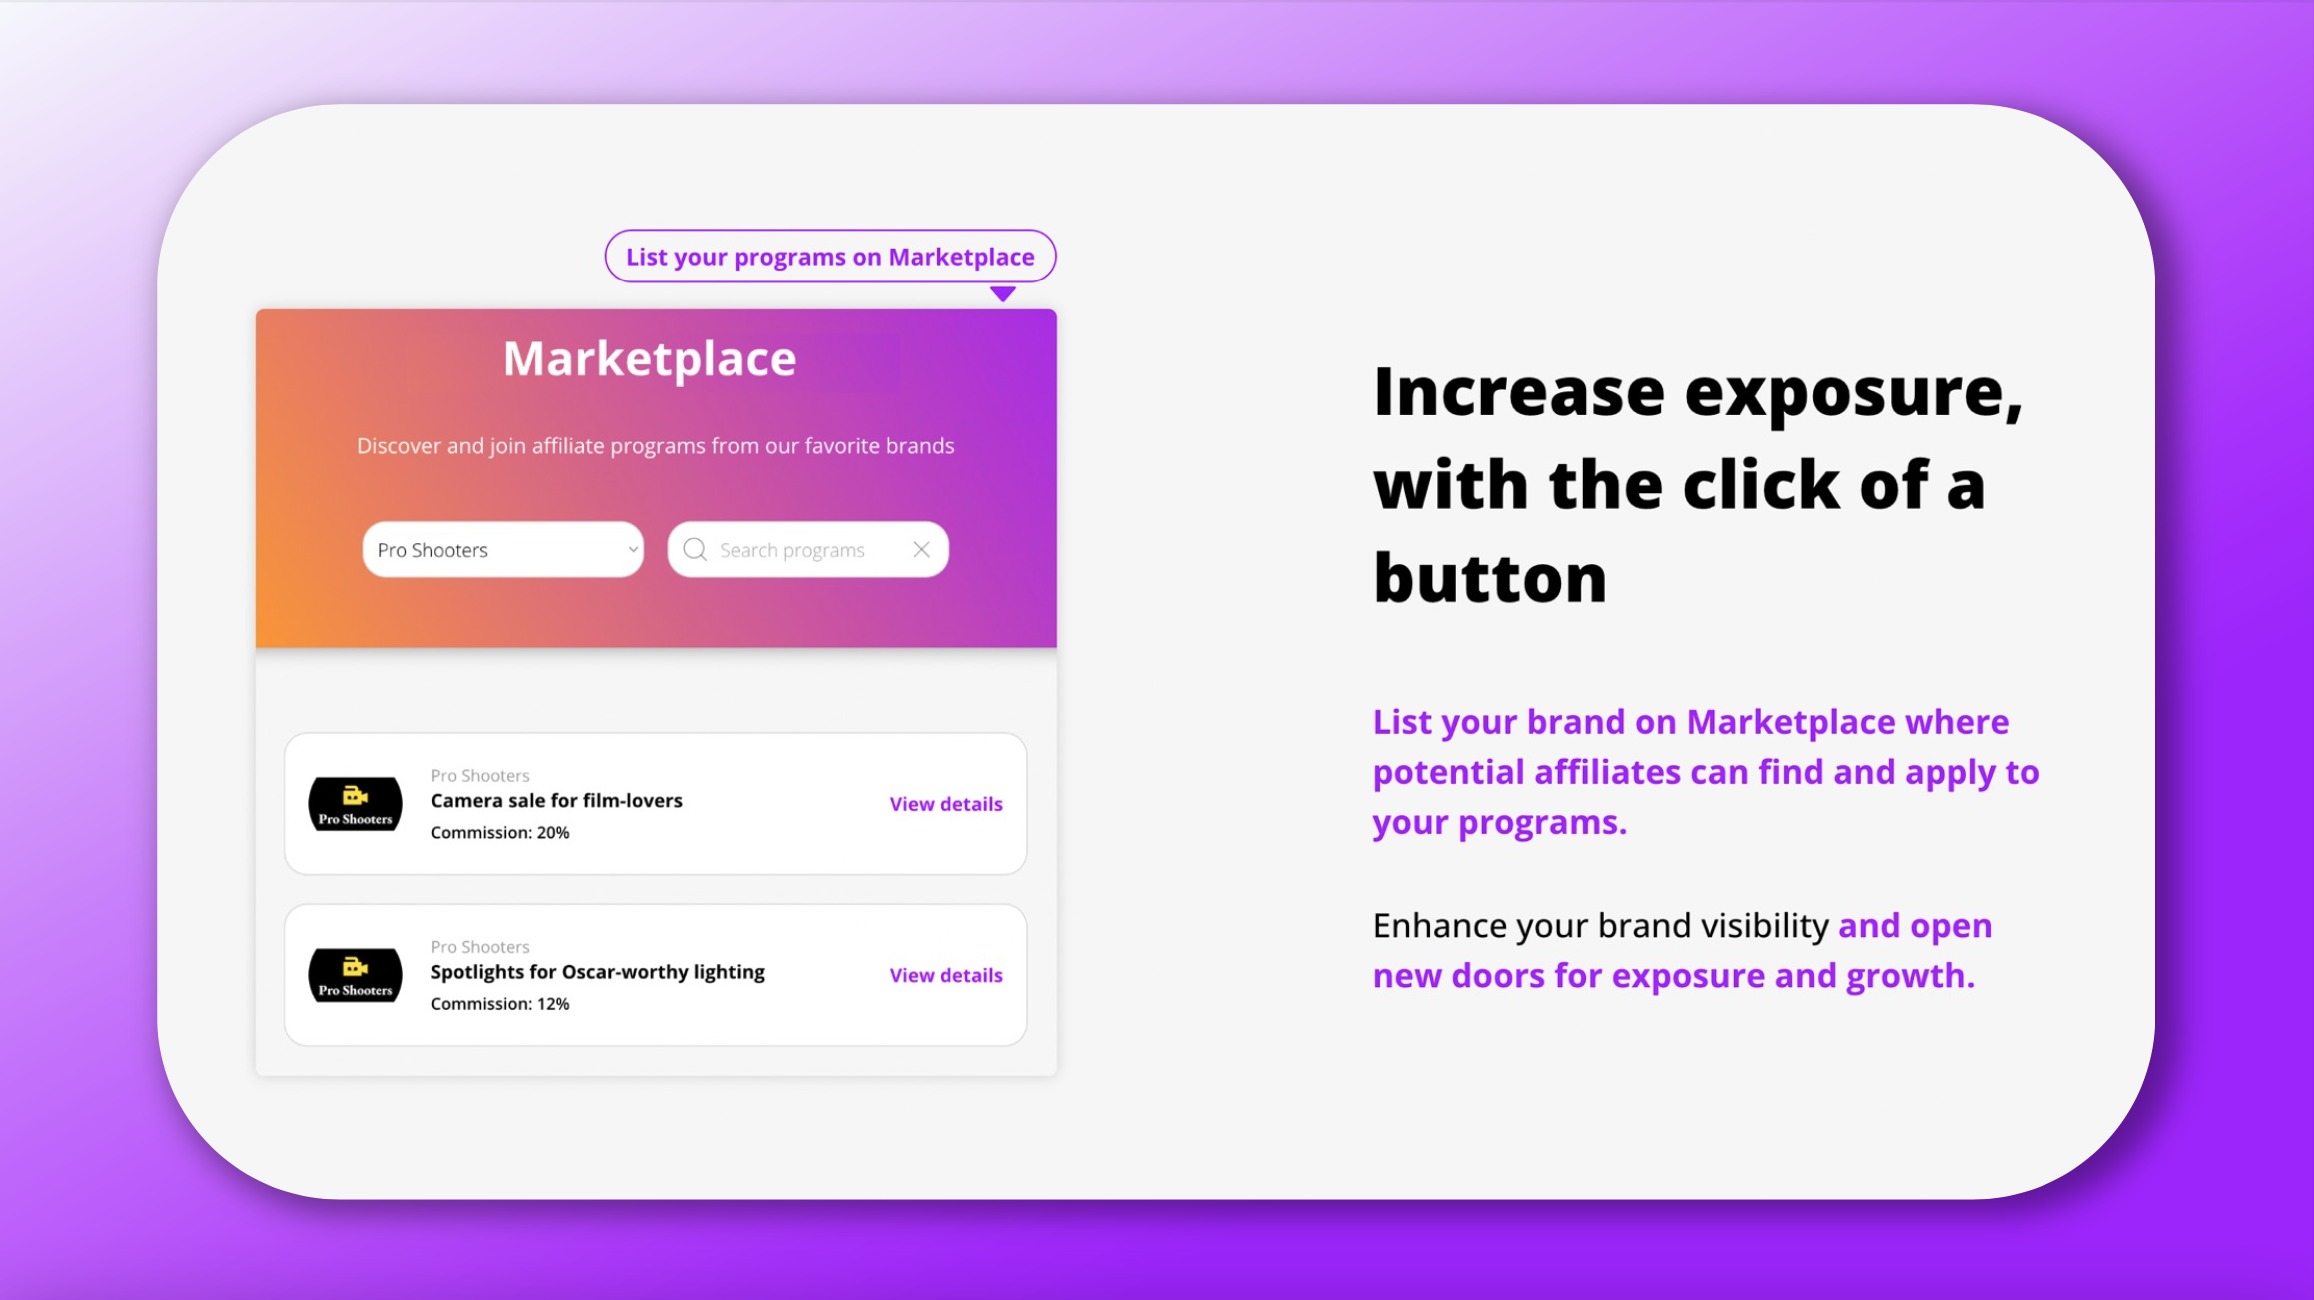 List your programs on Marketplace
Marketplace
Discover and join affiliate programs from our favorite brands
Pro Shooters
Search programs
Pro Shooters
Pro Shooters
Camera sale for film-lovers
Commission: 20%
View details
Pro Shooters
Pro Shooters
Spotlights for Oscar-worthy lighting
Commission: 12%
View details
Increase exposure,
with the click of a
button
List your brand on Marketplace where
potential affiliates can find and apply to
your programs.
Enhance your brand visibility and open
new doors for exposure and growth.